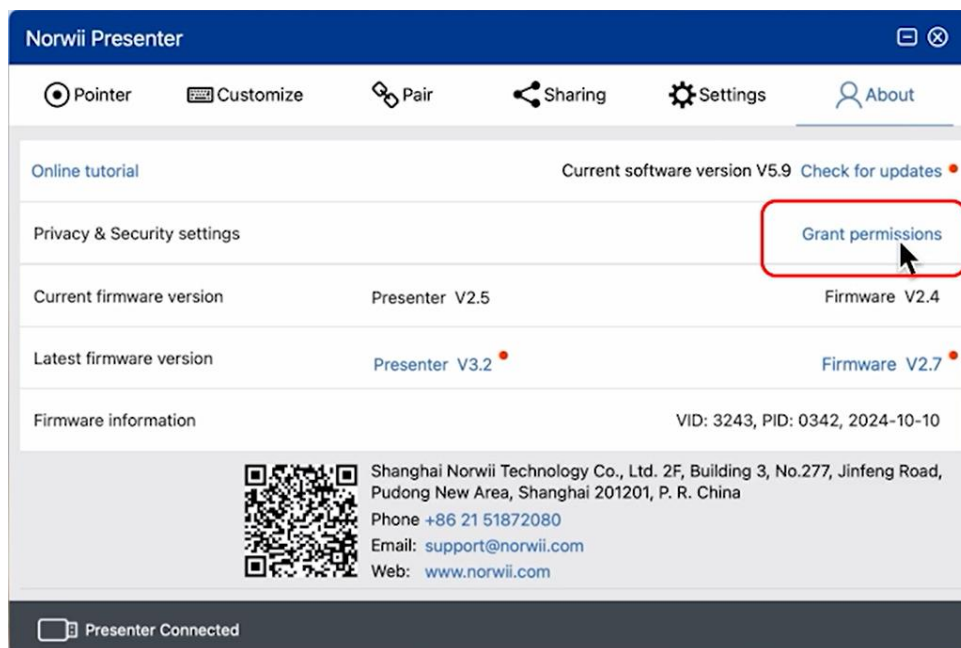 Norwii Presenter
Pointer Customize Pair Sharing Settings About
Online tutorial Current software version V5.9 Check for updates
Privacy & Security settings Grant permissions
Current firmware version Presenter V2.5 Firmware V2.4
Latest firmware version Presenter V3.2 Firmware V2.7
Firmware information VID: 3243, PID: 0342, 2024-10-10
Shanghai Norwii Technology Co., Ltd. 2F, Building 3, No.277, Jinfeng Road,
Pudong New Area, Shanghai 201201, P. R. China
Phone +86 21 51872080
Email: support@norwii.com
Web: www.norwii.com
Presenter Connected